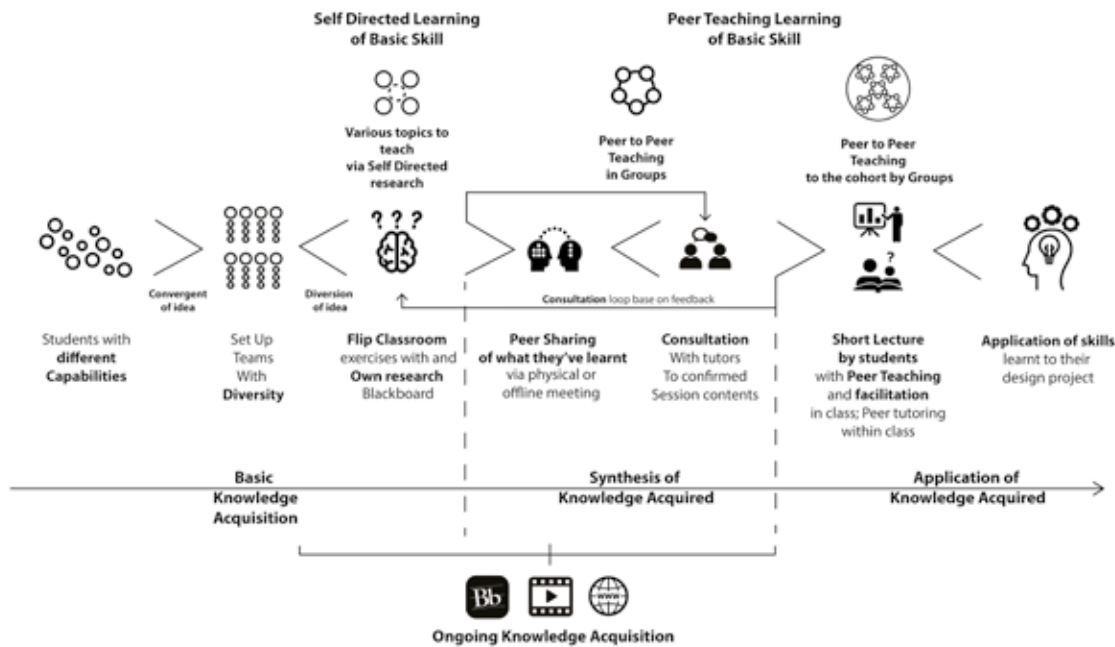 Self Directed Learning
of Basic Skill
Peer Teaching Learning
of Basic Skill
Various topics to
teach
via Self Directed
research
Peer to Peer
Teaching
in Groups
Peer to Peer
Teaching
to the cohort by Groups
? ? ?
?
Convergent
of idea
Diversion
of idea
Consultation loop base on feedback
Students with
different
Capabilities
Set Up
Teams
With
Diversity
Flip Classroom
exercises with and
Own research
Blackboard
Peer Sharing
of what they've learnt
via physical or
offline meeting
Consultation
With tutors
To confirmed
Session contents
Short Lecture
by students
with Peer Teaching
and facilitation
in class; Peer tutoring
within class
Application of skills
learnt to their
design project
Basic
Knowledge
Acquisition
Synthesis of
Knowledge Acquired
Application of
Knowledge Acquired
Bb
www
Ongoing Knowledge Acquisition